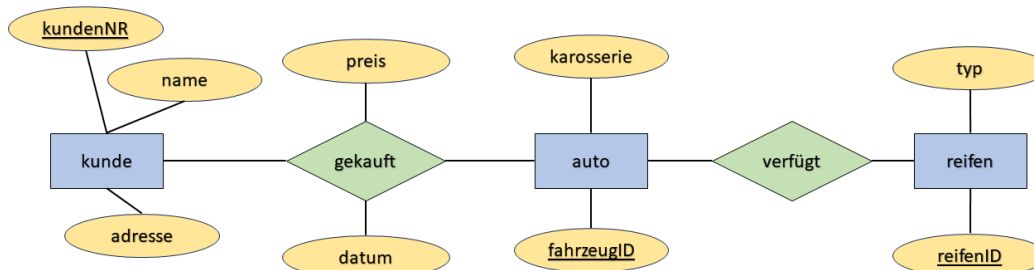 kundenNR
name
preis
karosserie
typ
kunde
gekauft
auto
verfügt
reifen
adresse
datum
fahrzeugID
reifenID